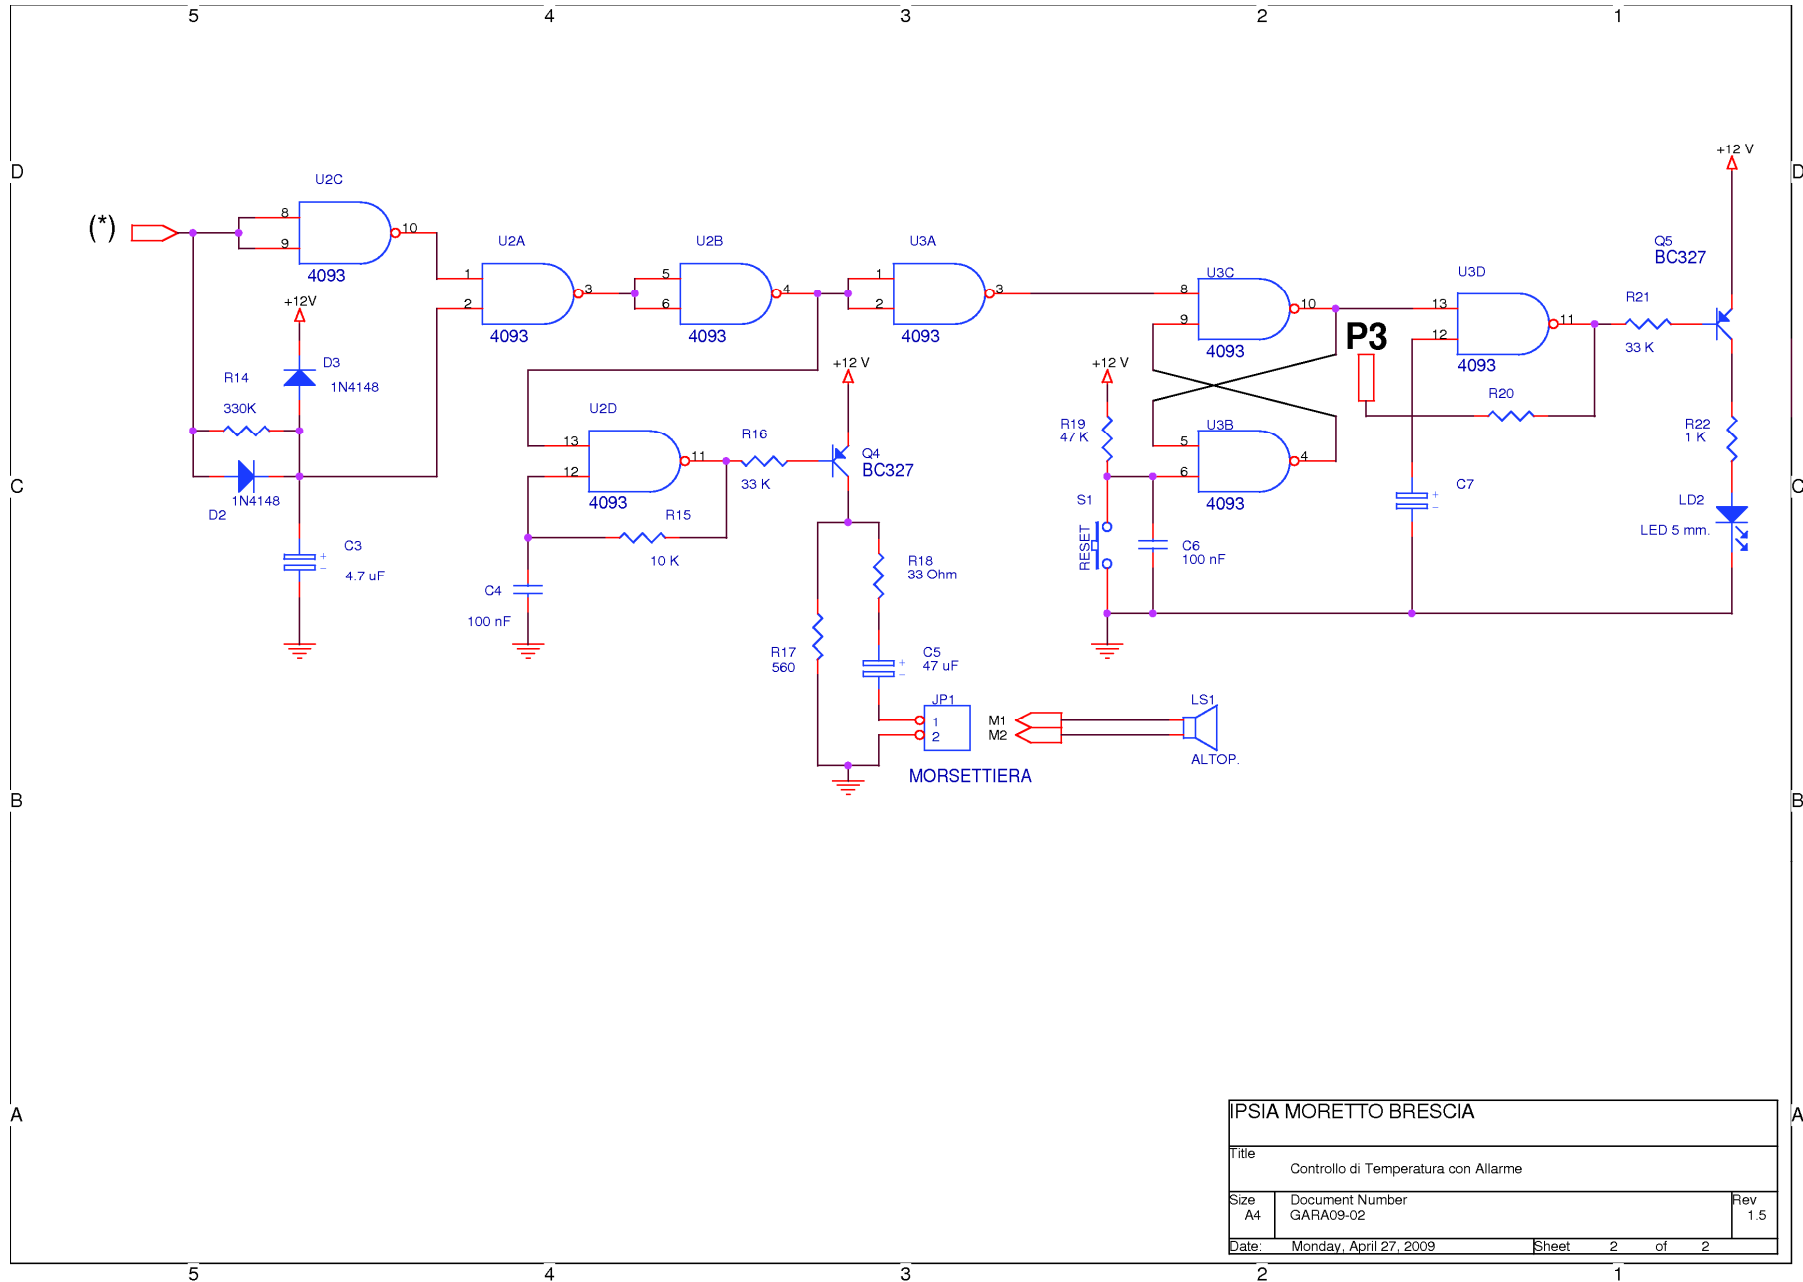 5 4 3 2 1
D D
+12 V
U2C
(*)
8
9
10
4093
U2A
1
2
3
4093
U2B
5
6
4
4093
U3A
1
2
3
4093
U3C
8
9
10
4093
P3
U3D
13
12
11
4093
R21
33 K
Q5
BC327
+12V
D3
1N4148
R14
330K
1N4148
D2
C3
+
-
4.7 uF
+12 V
U2D
13
12
11
4093
R16
33 K
Q4
BC327
R15
10 K
C4
100 nF
R18
33 Ohm
R17
560
C5
+
-
47 uF
JP1
1
2
MORSETTIERA
M1
M2
LS1
ALTOP.
+12 V
R19
47 K
S1
RESET
C6
100 nF
U3B
5
6
4
4093
R20
C7
+
-
R22
1 K
LD2
LED 5 mm.
C C
B B
A A
IPSIA MORETTO BRESCIA
Title
Controllo di Temperatura con Allarme
Size
A4
Document Number
GARA09-02
Rev
1.5
Date: Monday, April 27, 2009 Sheet 2 of 2
5 4 3 2 1